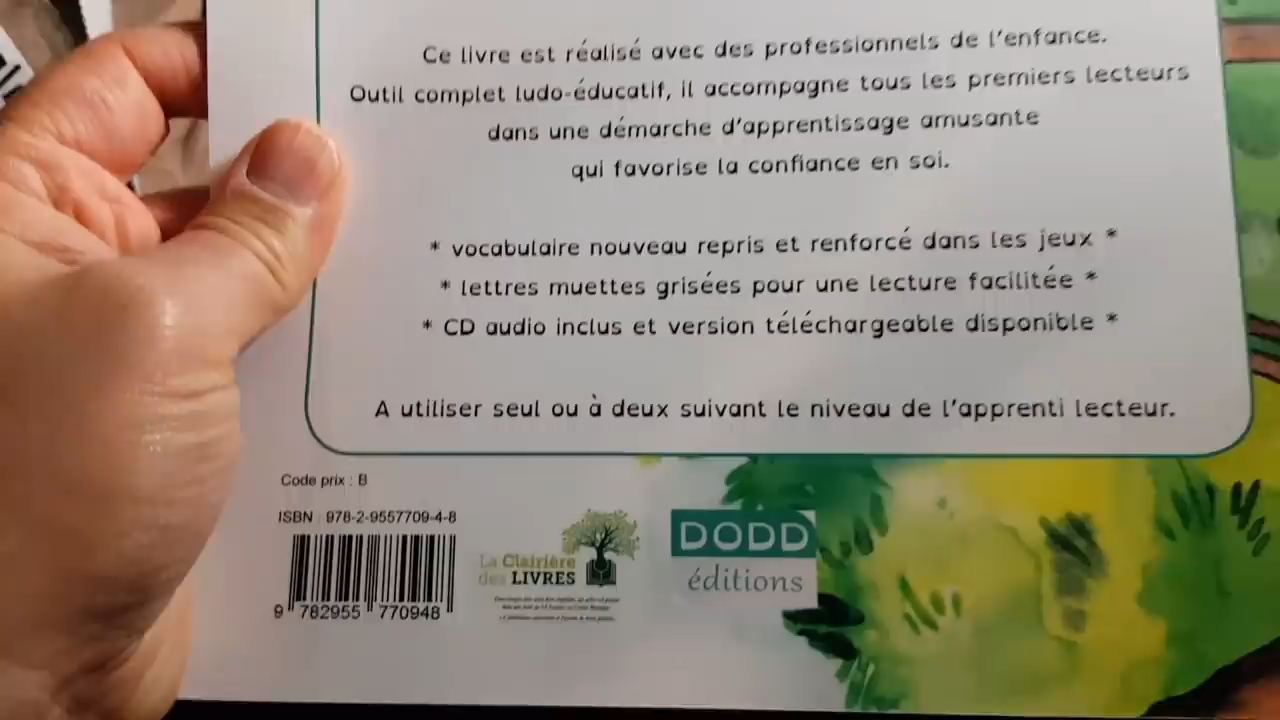 Ce livre est réalisé avec des professionnels de l'enfance.
Outil complet ludo-éducatif, il accompagne tous les premiers lecteurs
dans une démarche d'apprentissage amusante
qui favorise la confiance en soi.
* vocabulaire nouveau repris et renforcé dans les jeux *
* lettres muettes grisées pour une lecture facilitée *
* CD audio inclus et version téléchargeable disponible *
A utiliser seul ou à deux suivant le niveau de l'apprenti lecteur.
Code prix : B
ISBN : 978-2-9557709-4-8
9 782955 770948
La Clairière
des LIVRES
DODD
éditions